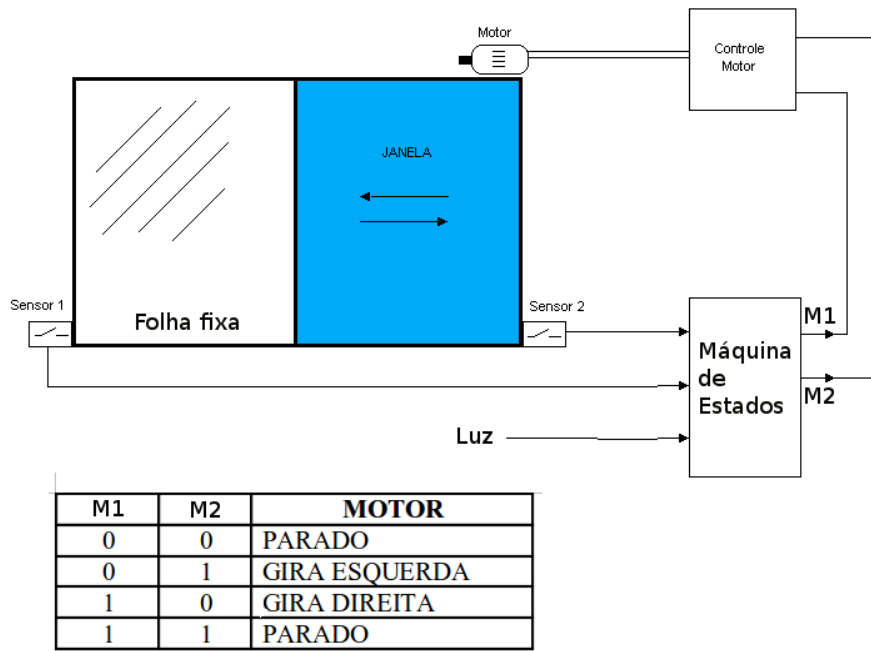 Motor
Controle
Motor
JANELA
Sensor 1
Folha fixa
Sensor 2
M1
Máquina
de
Estados
M2
Luz
M1 M2 MOTOR
0 0 PARADO
0 1 GIRA ESQUERDA
1 0 GIRA DIREITA
1 1 PARADO